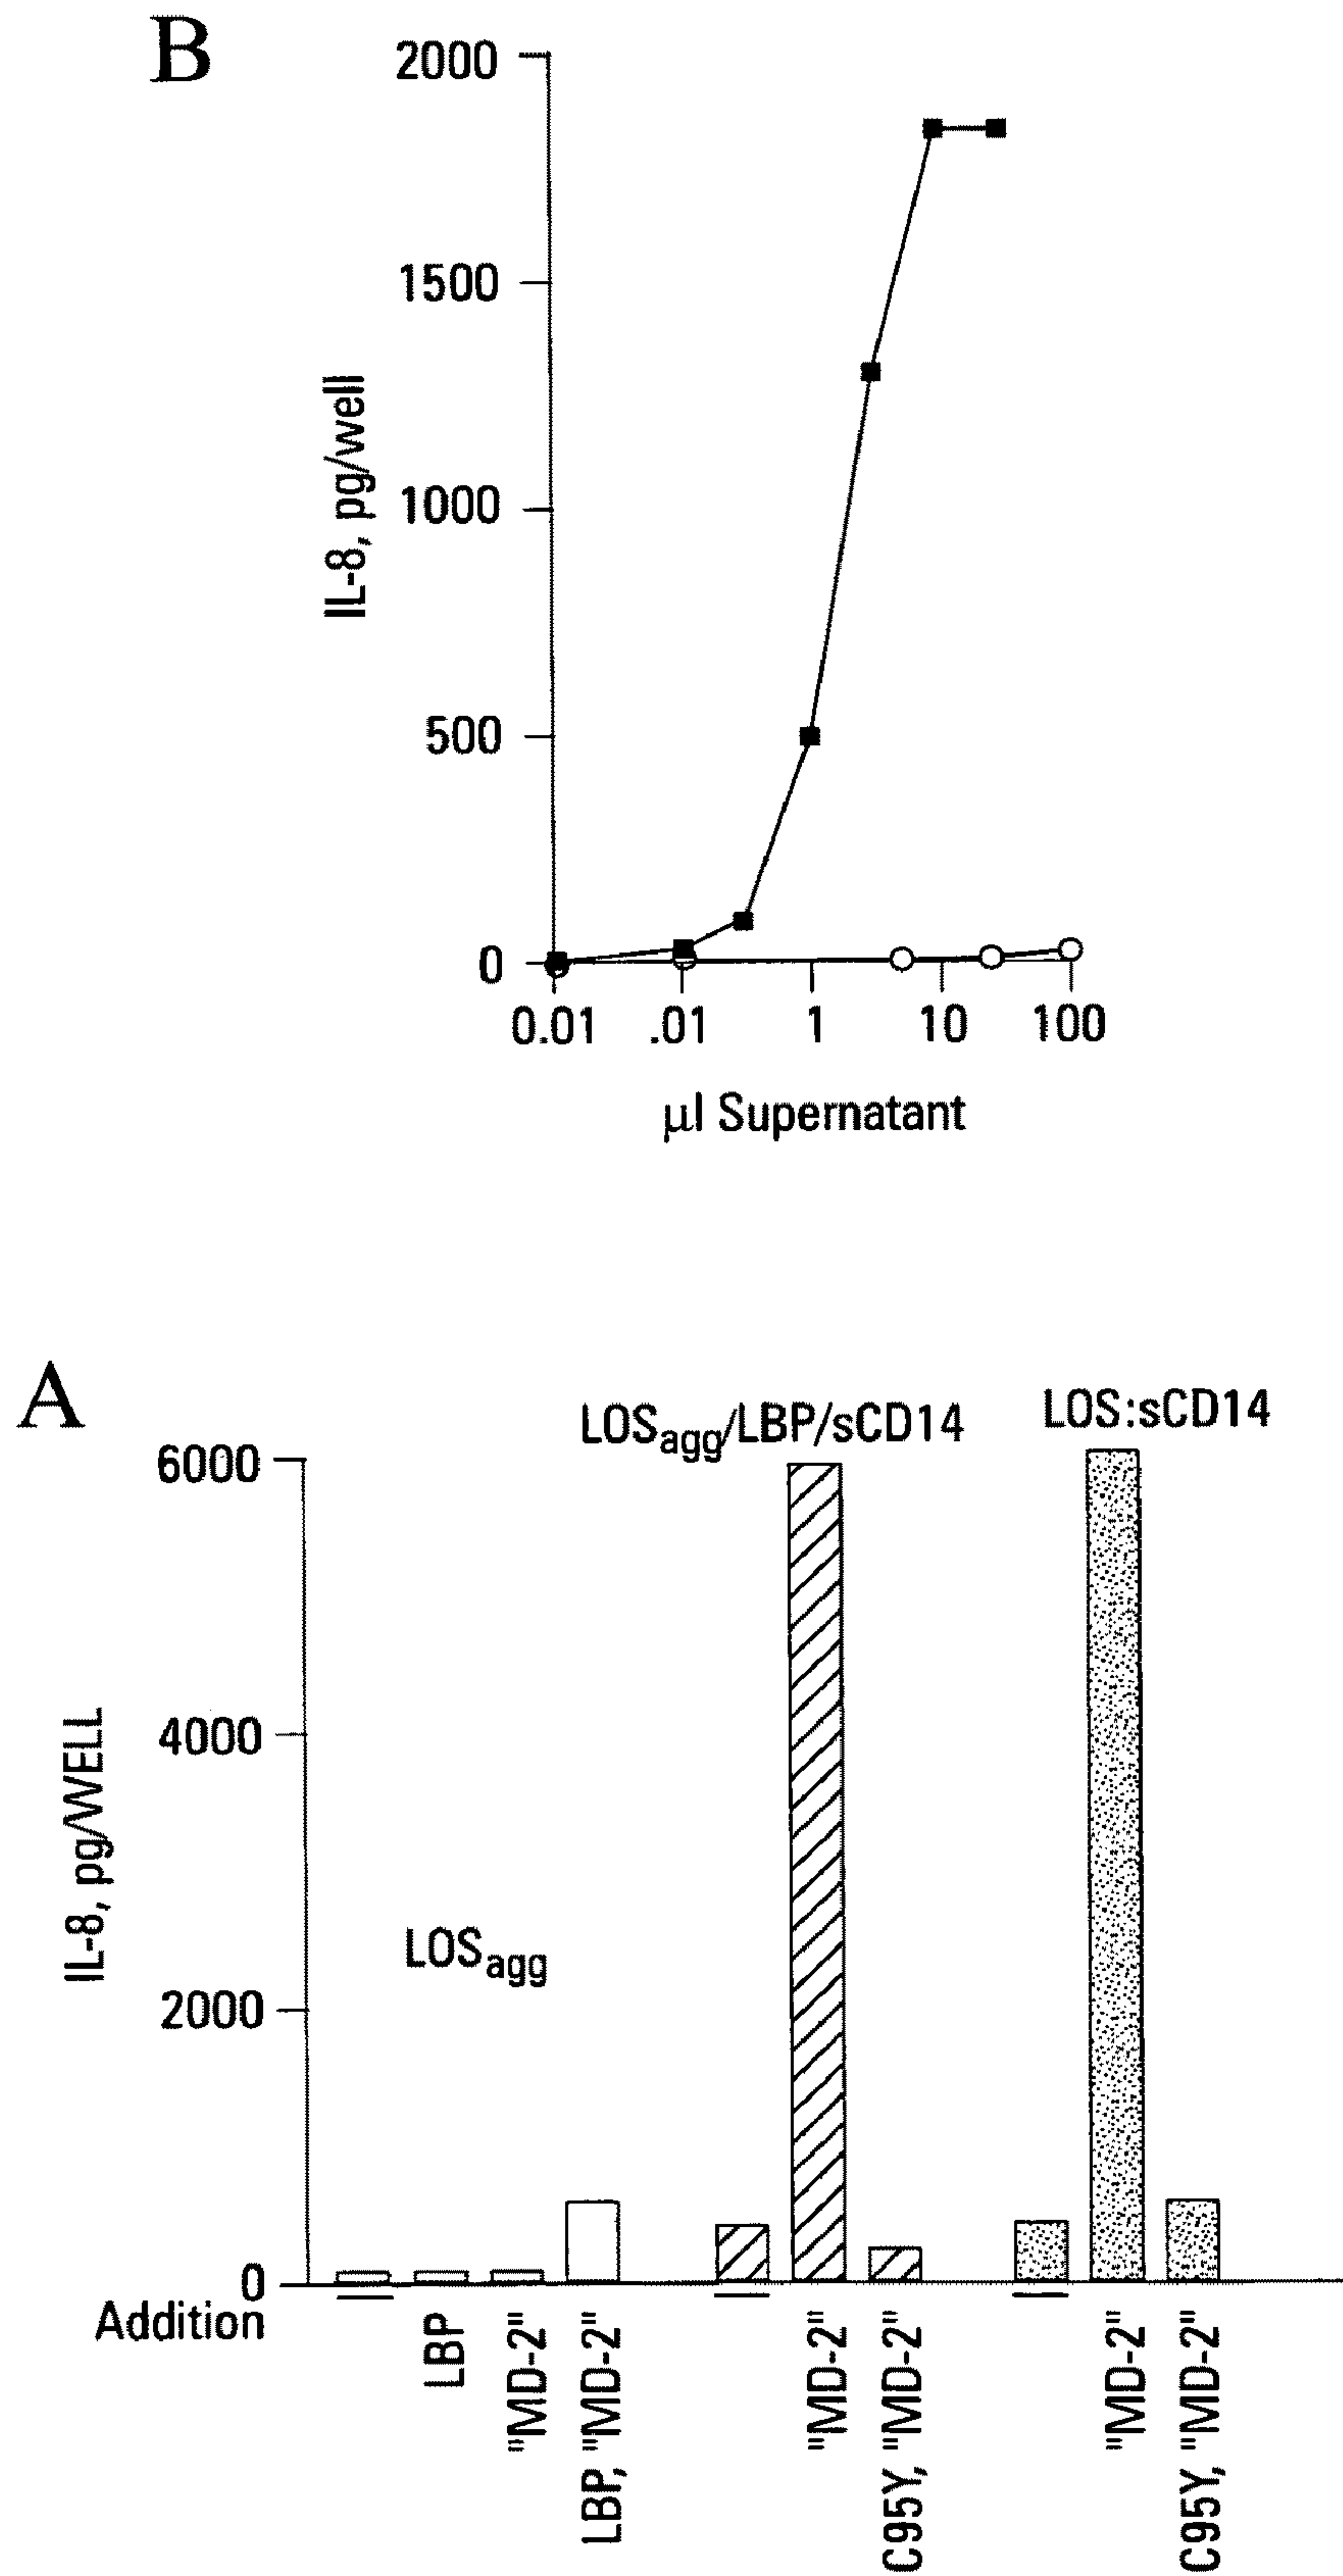 B
2000
1500
1000
500
0
IL-8, pg/well
0.01 .01 1 10 100
µl Supernatant
A
LOSagg/LBP/sCD14
LOS:sCD14
6000
4000
2000
0
IL-8, pg/WELL
LOSagg
Addition
LBP
"MD-2"
LBP, "MD-2"
"MD-2"
C95Y, "MD-2"
"MD-2"
C95Y, "MD-2"